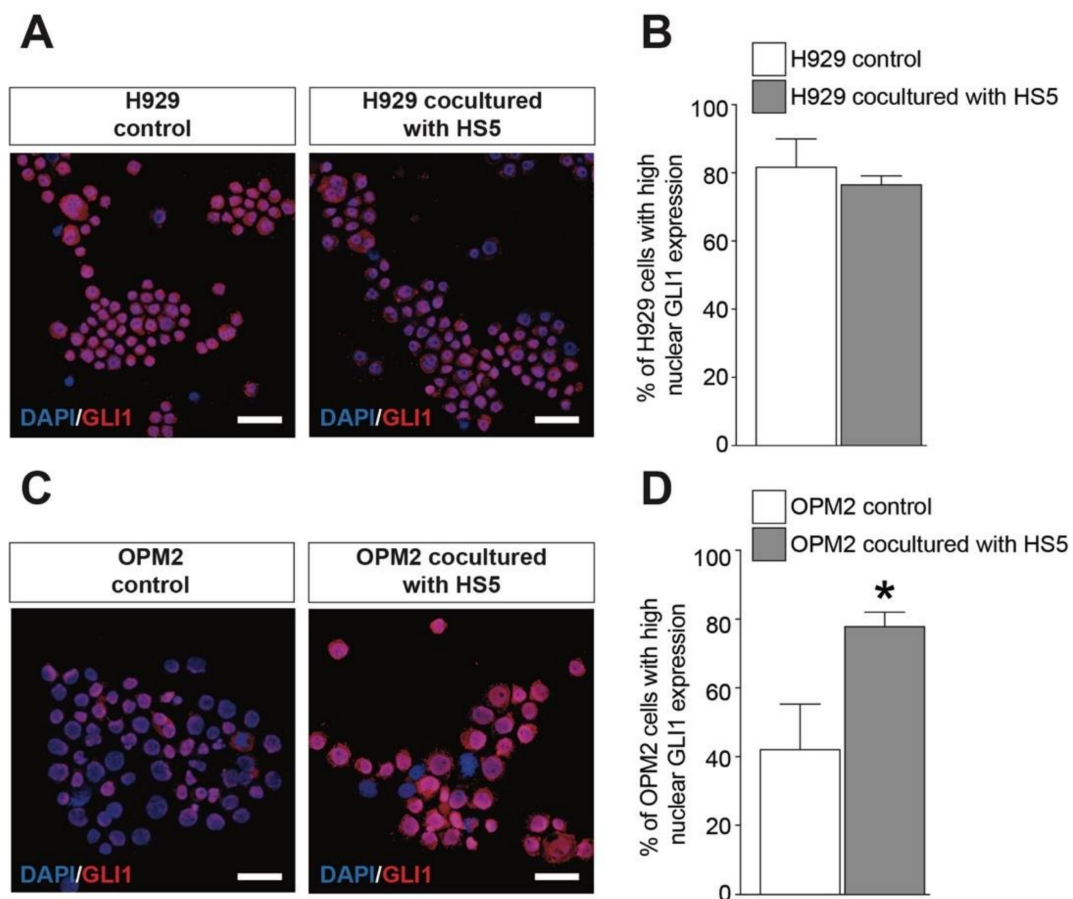 A
H929
control
H929 cocultured
with HS5
DAPI/GLI1
DAPI/GLI1
B
H929 control
H929 cocultured with HS5
% of H929 cells with high
nuclear GLI1 expression
100
80
60
40
20
0
C
OPM2
control
OPM2 cocultured
with HS5
DAPI/GLI1
DAPI/GLI1
D
OPM2 control
OPM2 cocultured with HS5
% of OPM2 cells with high
nuclear GLI1 expression
100
80
60
40
20
0
*